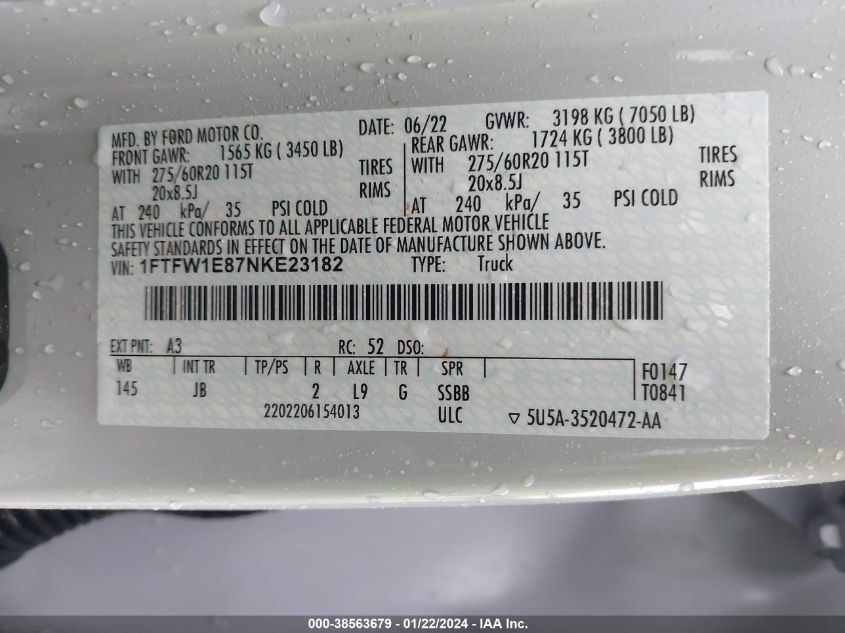 MFD. BY FORD MOTOR CO. DATE: 06/22 GVWR: 3198 KG ( 7050 LB)
FRONT GAWR: 1565 KG ( 3450 LB) REAR GAWR: 1724 KG ( 3800 LB)
WITH 275/60R20 115T TIRES WITH 275/60R20 115T TIRES
20x8.5J RIMS 20x8.5J RIMS
AT 240 kPa/ 35 PSI COLD AT 240 kPa/ 35 PSI COLD
THIS VEHICLE CONFORMS TO ALL APPLICABLE FEDERAL MOTOR VEHICLE
SAFETY STANDARDS IN EFFECT ON THE DATE OF MANUFACTURE SHOWN ABOVE.
VIN: 1FTFW1E87NKE23182 TYPE: Truck
EXT PNT: A3 RC: 52 DSO:
WB INT TR TP/PS R AXLE TR SPR F0147
145 JB 2 L9 G SSBB T0841
2202206154013 ULC ▽ 5U5A-3520472-AA
000-38563679 - 01/22/2024 - IAA Inc.